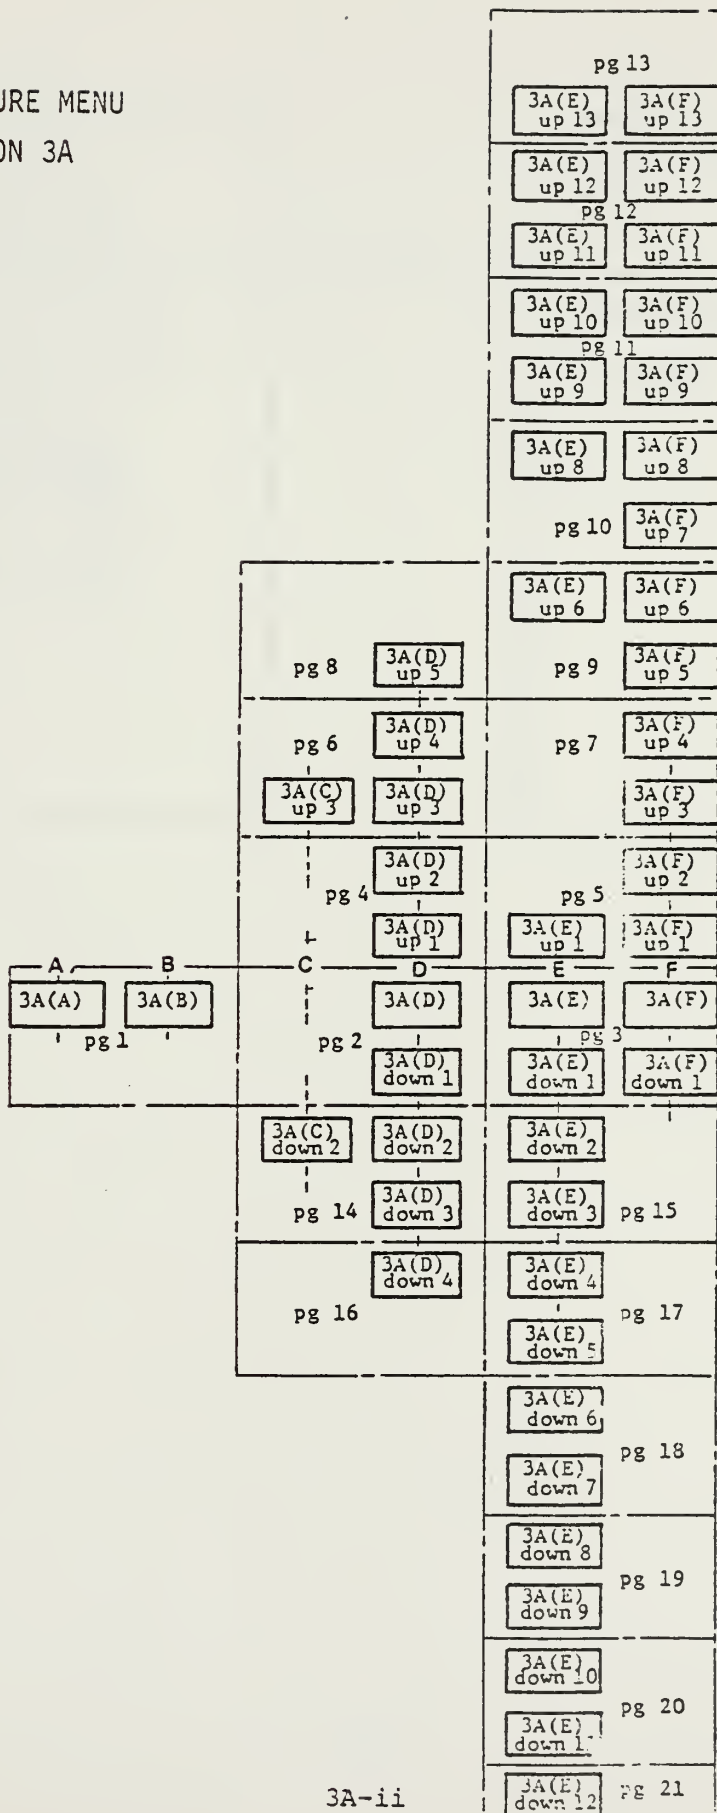 pg 13
URE MENU
3A(E) 3A(F)
up 13 up 13
ON 3A
3A(E) 3A(F)
up 12 up 12
pg 12
3A(E) 3A(F)
up 11 up 11
3A(E) 3A(F)
up 10 up 10
pg 11
3A(E) 3A(F)
up 9 up 9
3A(E) 3A(F)
up 8 up 8
pg 10 3A(F)
up 7
3A(E) 3A(F)
up 6 up 6
pg 8 3A(D) pg 9 3A(F)
up 5 up 5
pg 6 3A(D) pg 7 3A(F)
up 4 up 4
3A(C) 3A(D) 3A(F)
up 3 up 3 up 3
pg 4 3A(D) pg 5 3A(F)
up 2 up 2
3A(D) 3A(E) 3A(F)
up 1 up 1 up 1
A B C D E F
3A(A) 3A(B) 3A(D) 3A(E) 3A(F)
pg 1 pg 2 pg 3
3A(D) 3A(E) 3A(F)
down 1 down 1 down 1
3A(C) 3A(D) 3A(E)
down 2 down 2 down 2
pg 14 3A(D) 3A(E) pg 15
down 3 down 3
3A(D) 3A(E)
down 4 down 4
pg 16 pg 17
3A(E)
down 5
3A(E)
down 6
pg 18
3A(E)
down 7
3A(E)
down 8
pg 19
3A(E)
down 9
3A(E)
down 10
pg 20
3A(E)
down
3A(E) pg 21
down 12
3A-ii